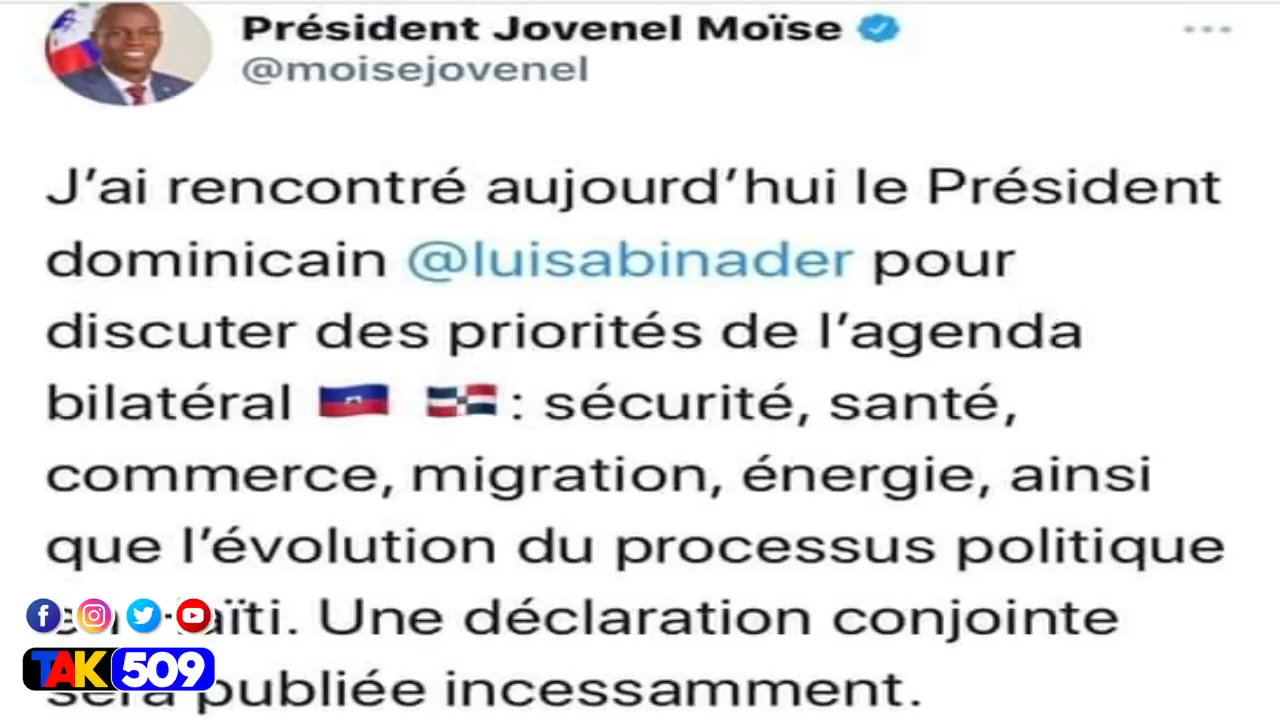 Président Jovenel Moïse
@moisejovenel
J’ai rencontré aujourd’hui le Président
dominicain @luisabinader pour
discuter des priorités de l’agenda
bilatéral : sécurité, santé,
commerce, migration, énergie, ainsi
que l’évolution du processus politique
en Haïti. Une déclaration conjointe
sera publiée incessamment.
TAK 509